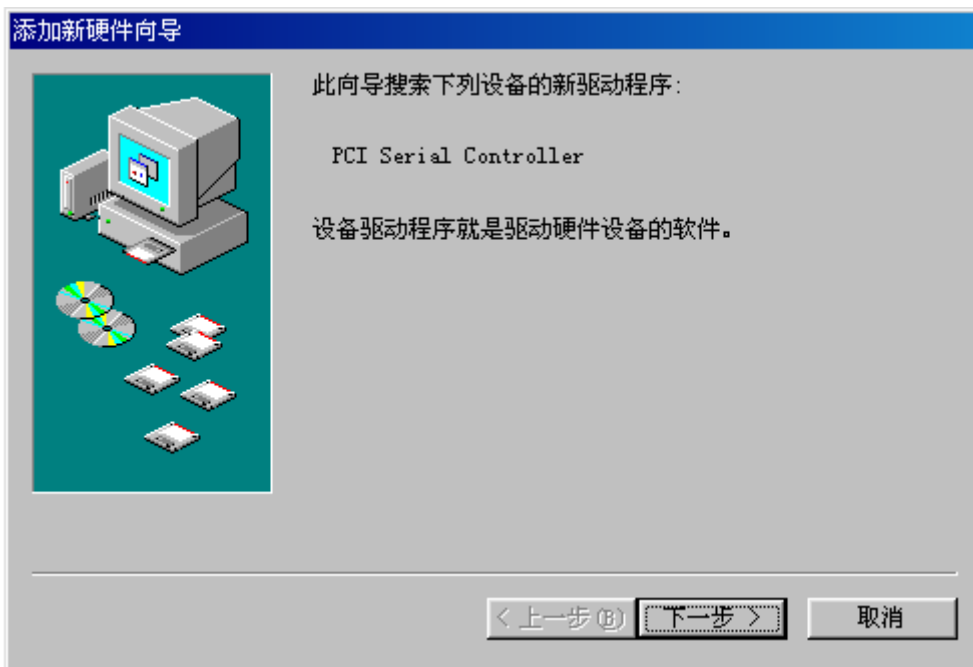 添加新硬件向导
此向导搜索下列设备的新驱动程序:
PCI Serial Controller
设备驱动程序就是驱动硬件设备的软件。
< 上一步(B)
下一步 >
取消